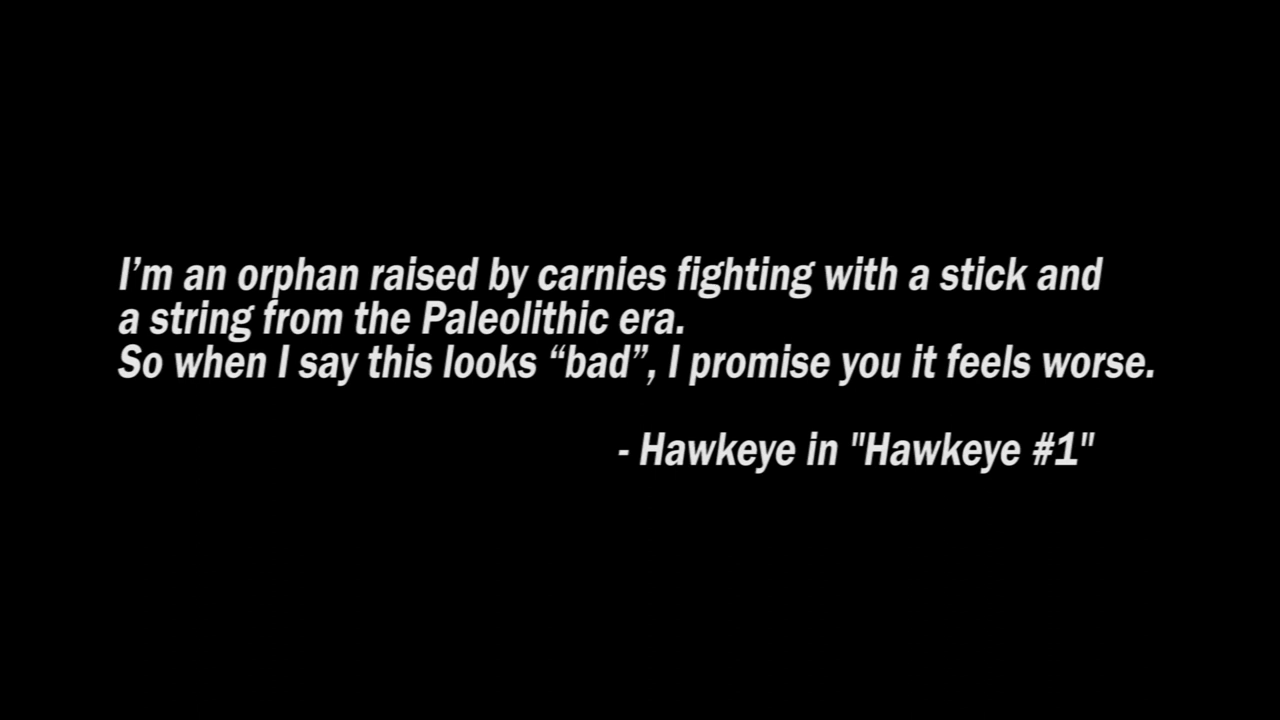 I’m an orphan raised by carnies fighting with a stick and
a string from the Paleolithic era.
So when I say this looks “bad”, I promise you it feels worse.
- Hawkeye in "Hawkeye #1"